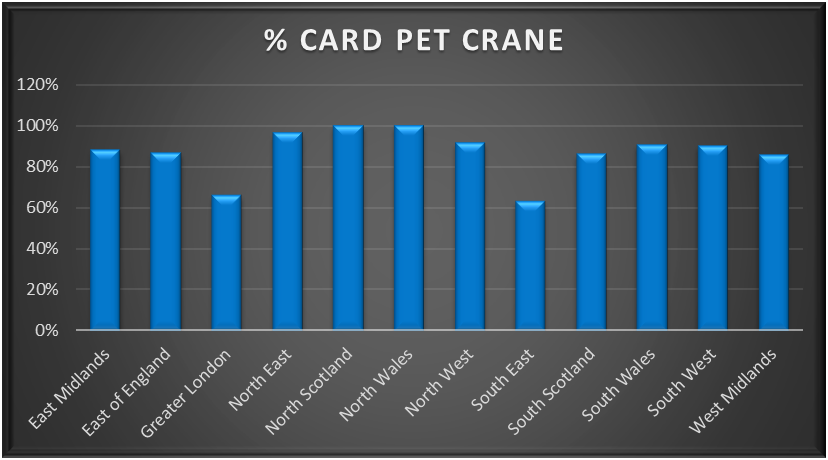 % CARD PET CRANE
120%
100%
80%
60%
40%
20%
0%
East Midlands
East of England
Greater London
North East
North Scotland
North Wales
North West
South East
South Scotland
South Wales
South West
West Midlands